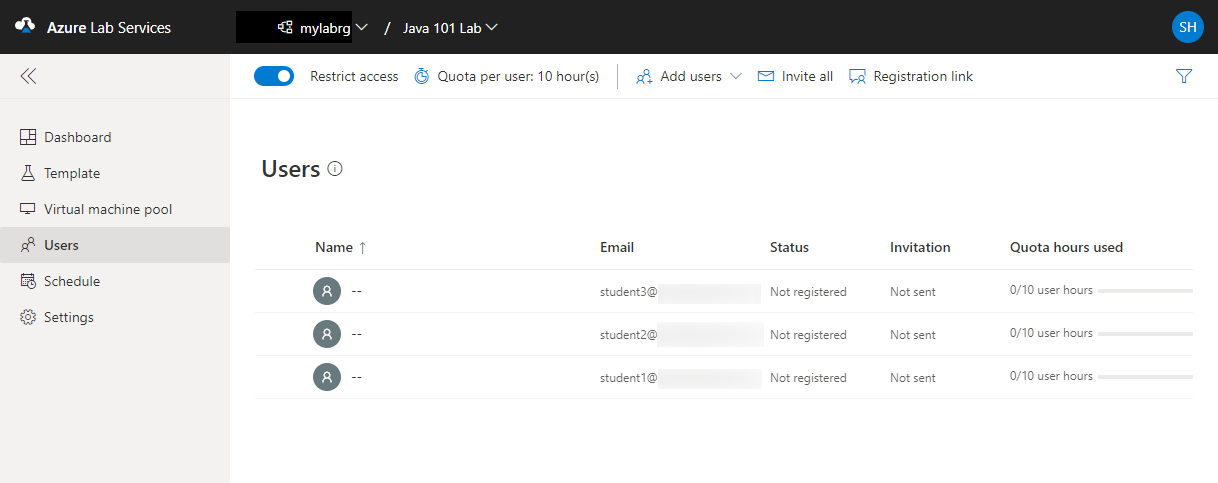 Azure Lab Services mylabrg / Java 101 Lab SH
Restrict access Quota per user: 10 hour(s) Add users Invite all Registration link
Dashboard
Template
Virtual machine pool
Users
Schedule
Settings
Users
Name ↑ Email Status Invitation Quota hours used
-- student3@ Not registered Not sent 0/10 user hours
-- student2@ Not registered Not sent 0/10 user hours
-- student1@ Not registered Not sent 0/10 user hours